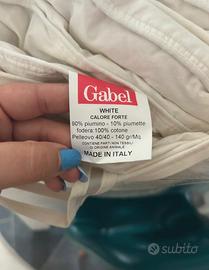 Gabel
WHITE
CALORE FORTE
90% piumino - 10% piumette
fodera: 100% cotone
Pelleovo 40/40 - 140 gr/Mq
CONTIENE PARTI NON TESSILI
DI ORIGINE ANIMALE
MADE IN ITALY
subito